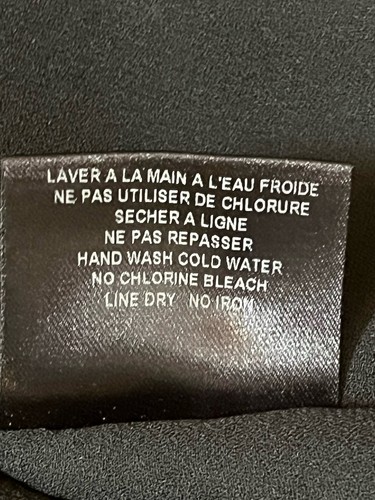 LAVER A LA MAIN A L'EAU FROIDE
NE PAS UTILISER DE CHLORURE
SECHER A LIGNE
NE PAS REPASSER
HAND WASH COLD WATER
NO CHLORINE BLEACH
LINE DRY NO IRON